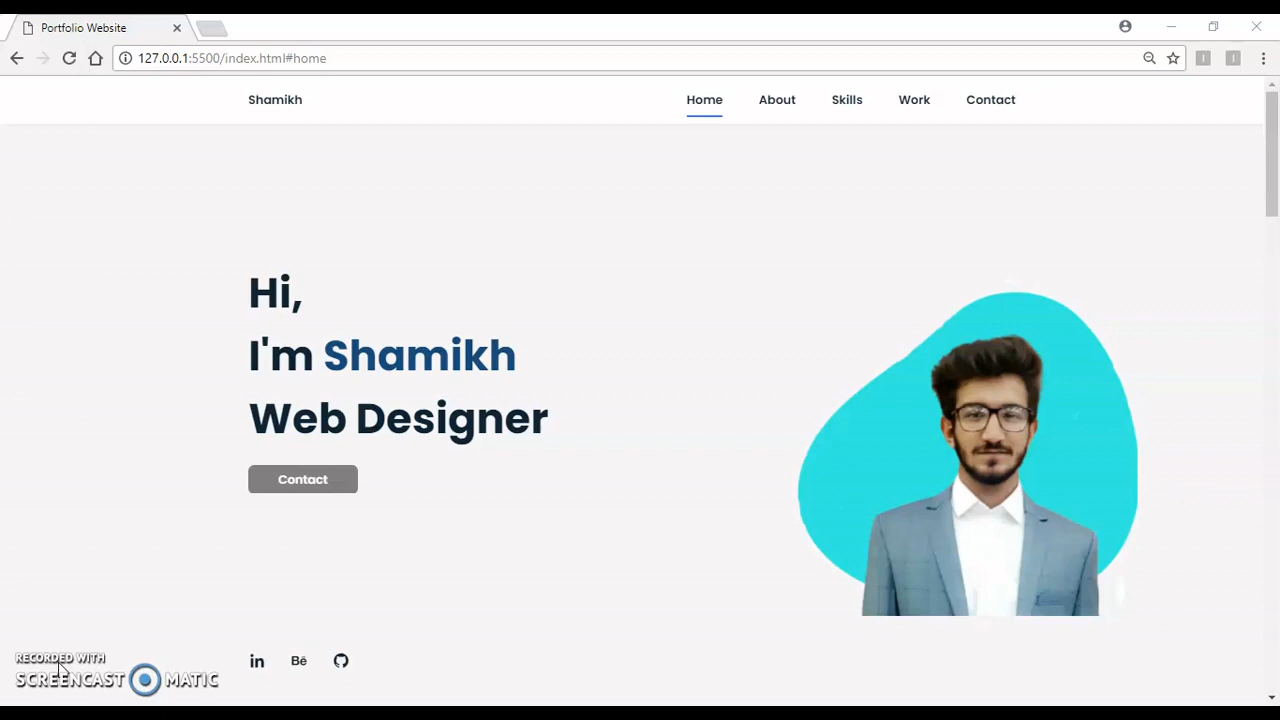 Portfolio Website
127.0.0.1:5500/index.html#home
Shamikh
Home
About
Skills
Work
Contact
Hi,
I'm Shamikh
Web Designer
Contact
in
Bē
RECORDED WITH
SCREENCAST MATIC